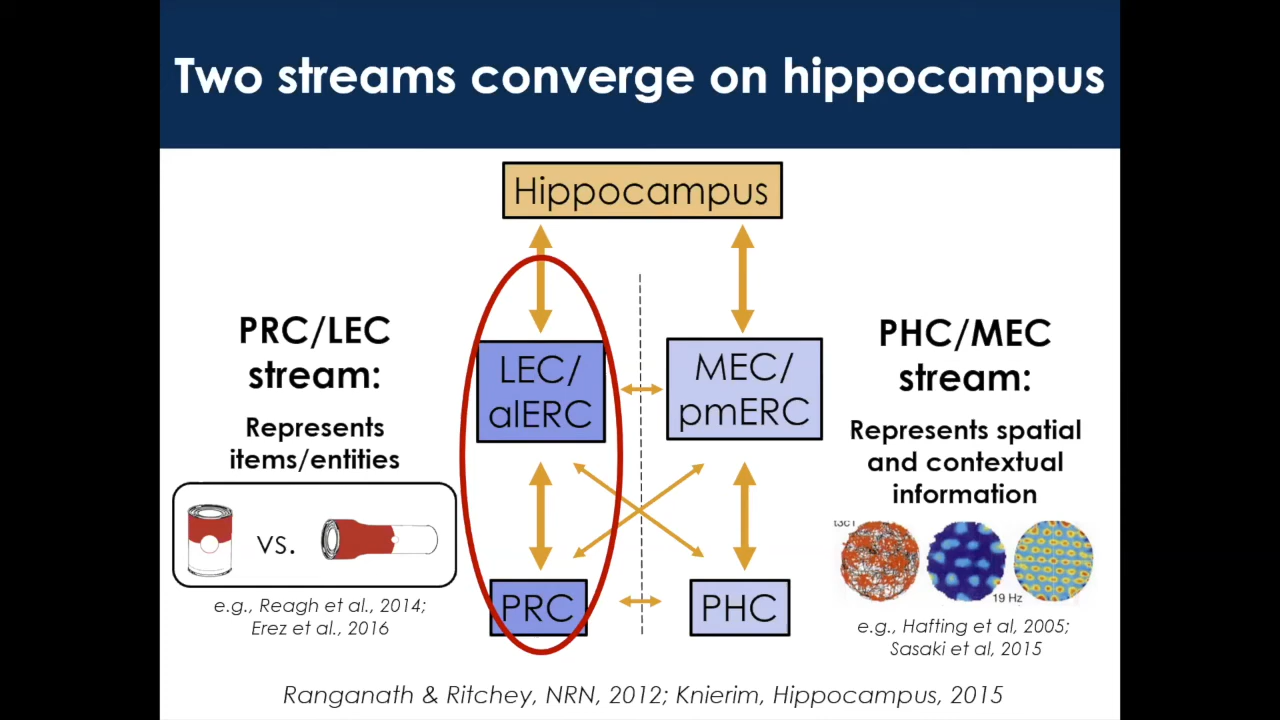 Two streams converge on hippocampus
Hippocampus
PRC/LEC
stream:
Represents
items/entities
vs.
e.g., Reagh et al., 2014;
Erez et al., 2016
LEC/
alERC
MEC/
pmERC
PRC
PHC
PHC/MEC
stream:
Represents spatial
and contextual
information
t3c1
19 Hz
e.g., Hafting et al, 2005;
Sasaki et al, 2015
Ranganath & Ritchey, NRN, 2012; Knierim, Hippocampus, 2015